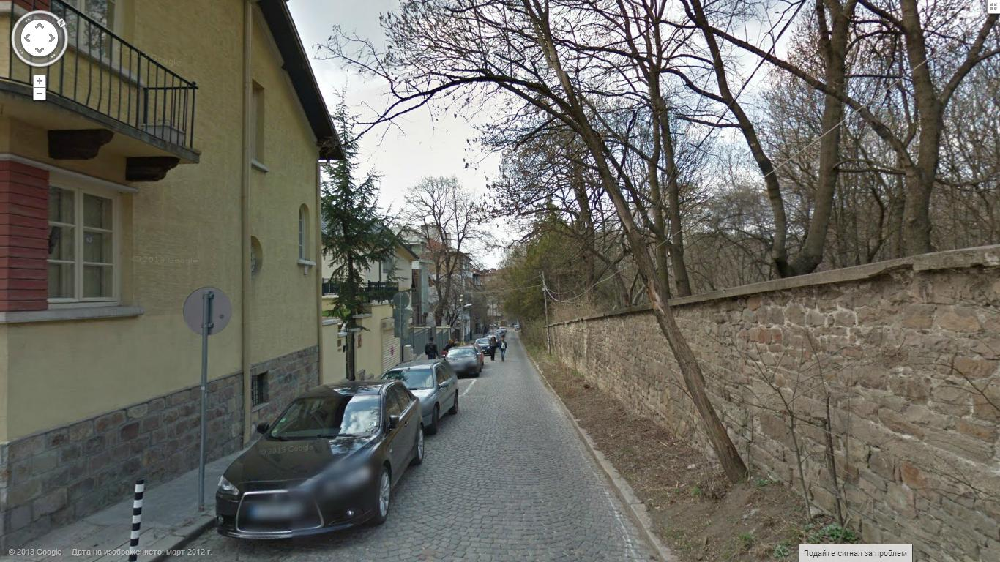 © 2013 Google
© 2013 Google
© 2013 Google Дата на изображението: март 2012 г.
Подайте сигнал за проблем